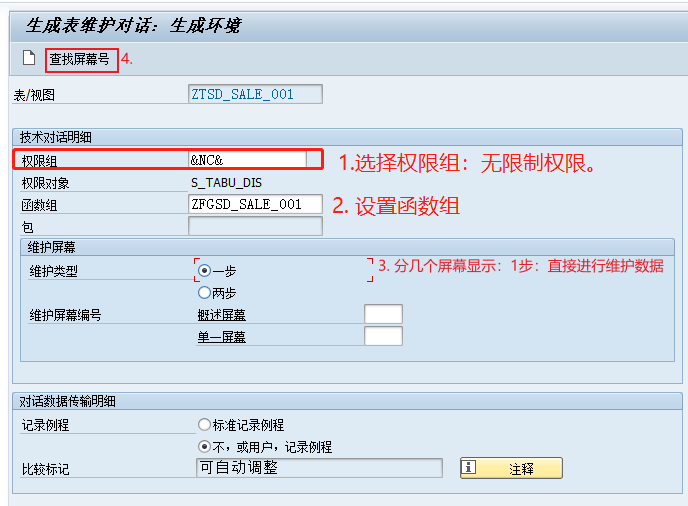 生成表维护对话：生成环境
查找屏幕号 4.
表/视图 ZTSD_SALE_001
技术对话明细
权限组 &NC& 1.选择权限组：无限制权限。
权限对象 S_TABU_DIS
函数组 ZFGSD_SALE_001 2. 设置函数组
包
维护屏幕
维护类型 一步 3. 分几个屏幕显示：1步：直接进行维护数据
两步
维护屏幕编号 概述屏幕
单一屏幕
对话数据传输明细
记录例程 标准记录例程
不，或用户，记录例程
比较标记 可自动调整 注释